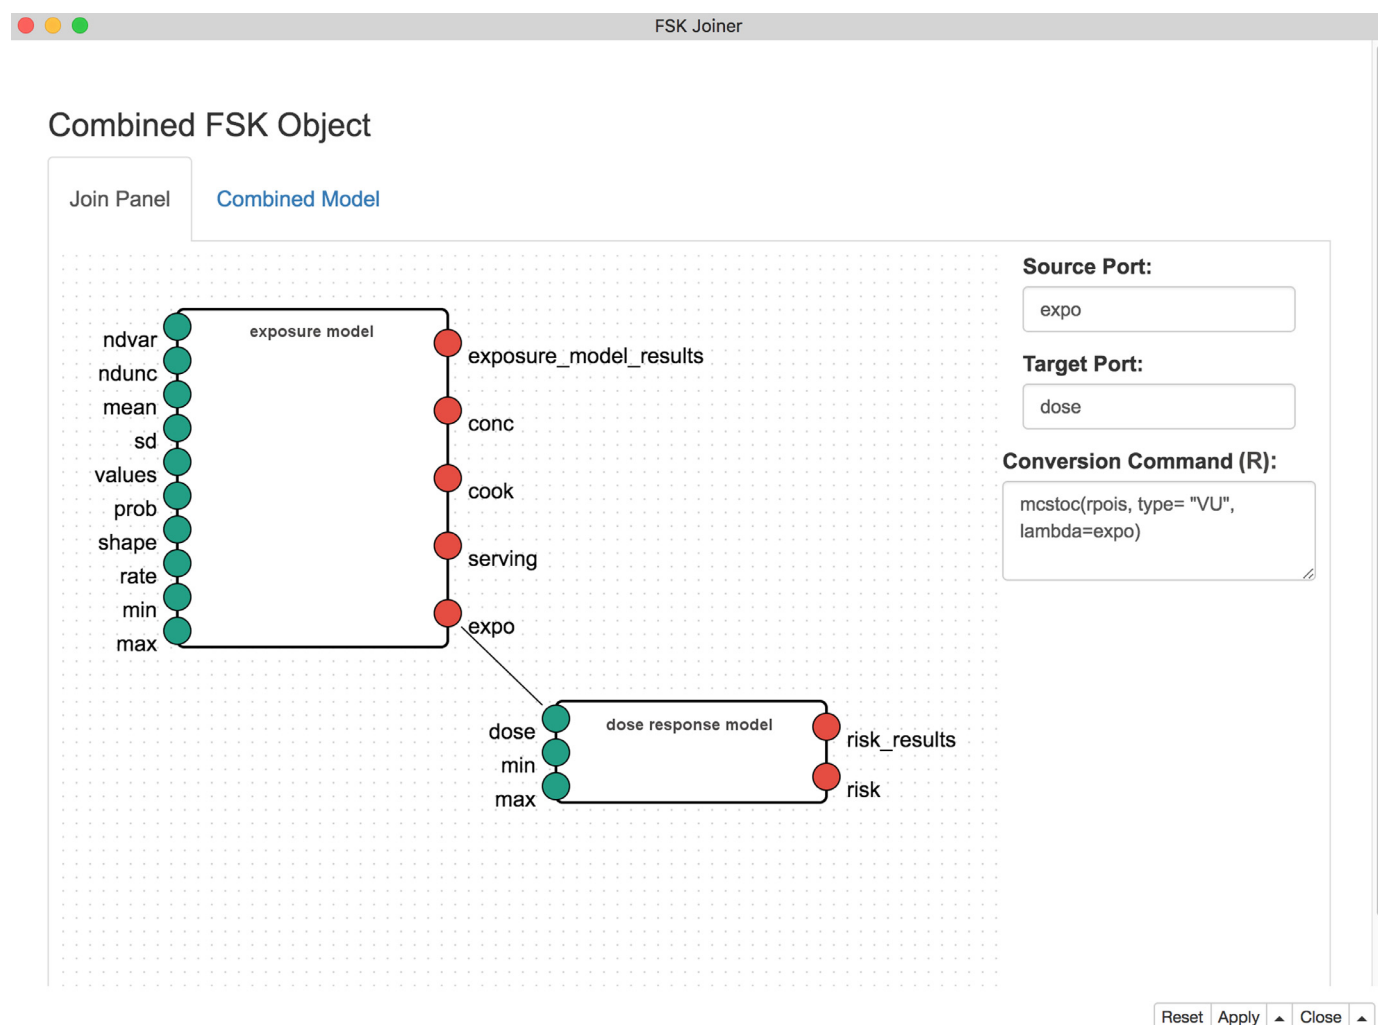 FSK Joiner
Combined FSK Object
Join Panel
Combined Model
exposure model
ndvar
ndunc
mean
sd
values
prob
shape
rate
min
max
exposure_model_results
conc
cook
serving
expo
dose response model
dose
min
max
risk_results
risk
Source Port:
expo
Target Port:
dose
Conversion Command (R):
mcstoc(rpois, type= "VU",
lambda=expo)
Reset Apply Close